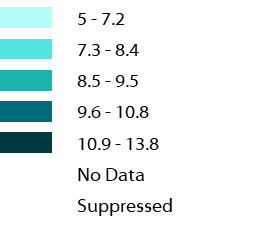 5 - 7.2
7.3 - 8.4
8.5 - 9.5
9.6 - 10.8
10.9 - 13.8
No Data
Suppressed